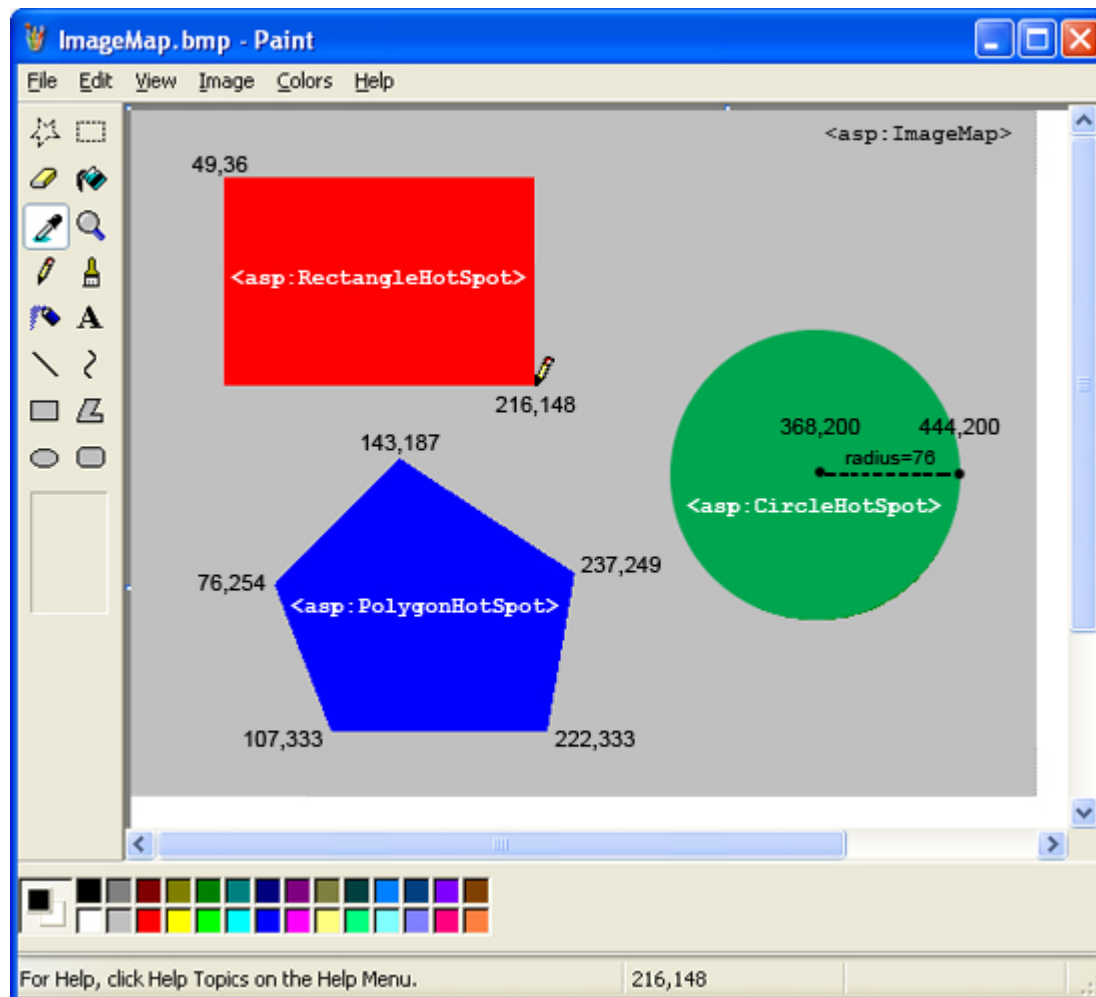 ImageMap.bmp - Paint
File Edit View Image Colors Help
<asp:ImageMap>
49,36
<asp:RectangleHotSpot>
216,148
143,187
368,200 444,200
radius=76
<asp:CircleHotSpot>
237,249
76,254
<asp:PolygonHotSpot>
107,333 222,333
For Help, click Help Topics on the Help Menu. 216,148